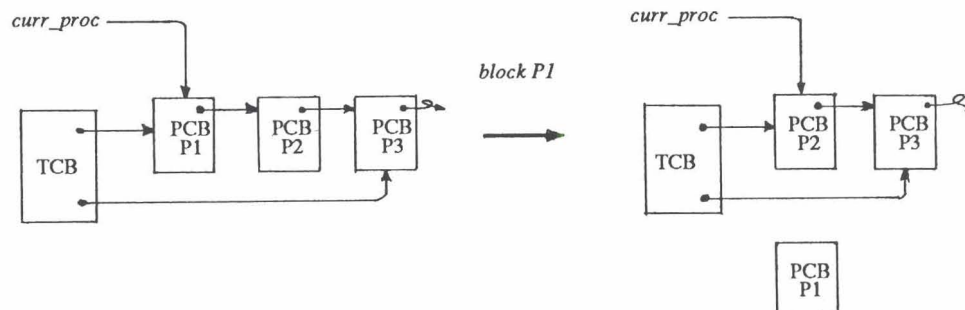 curr_proc
curr_proc
block P1
PCB
P1
PCB
P2
PCB
P3
TCB
PCB
P2
PCB
P3
TCB
PCB
P1